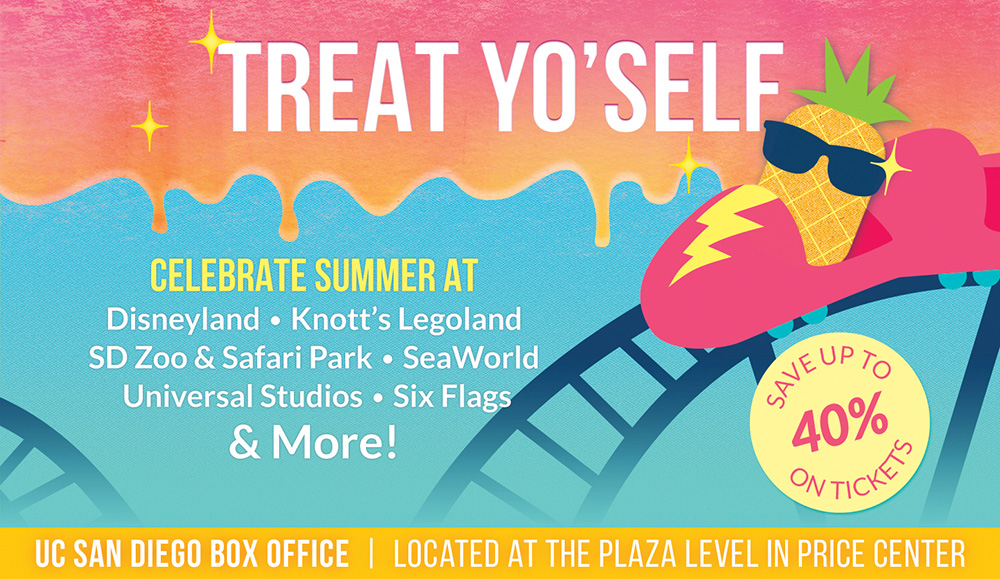 TREAT YO'SELF
CELEBRATE SUMMER AT
Disneyland • Knott's Legoland
SD Zoo & Safari Park • SeaWorld
Universal Studios • Six Flags
& More!
SAVE UP TO
40%
ON TICKETS
UC SAN DIEGO BOX OFFICE | LOCATED AT THE PLAZA LEVEL IN PRICE CENTER